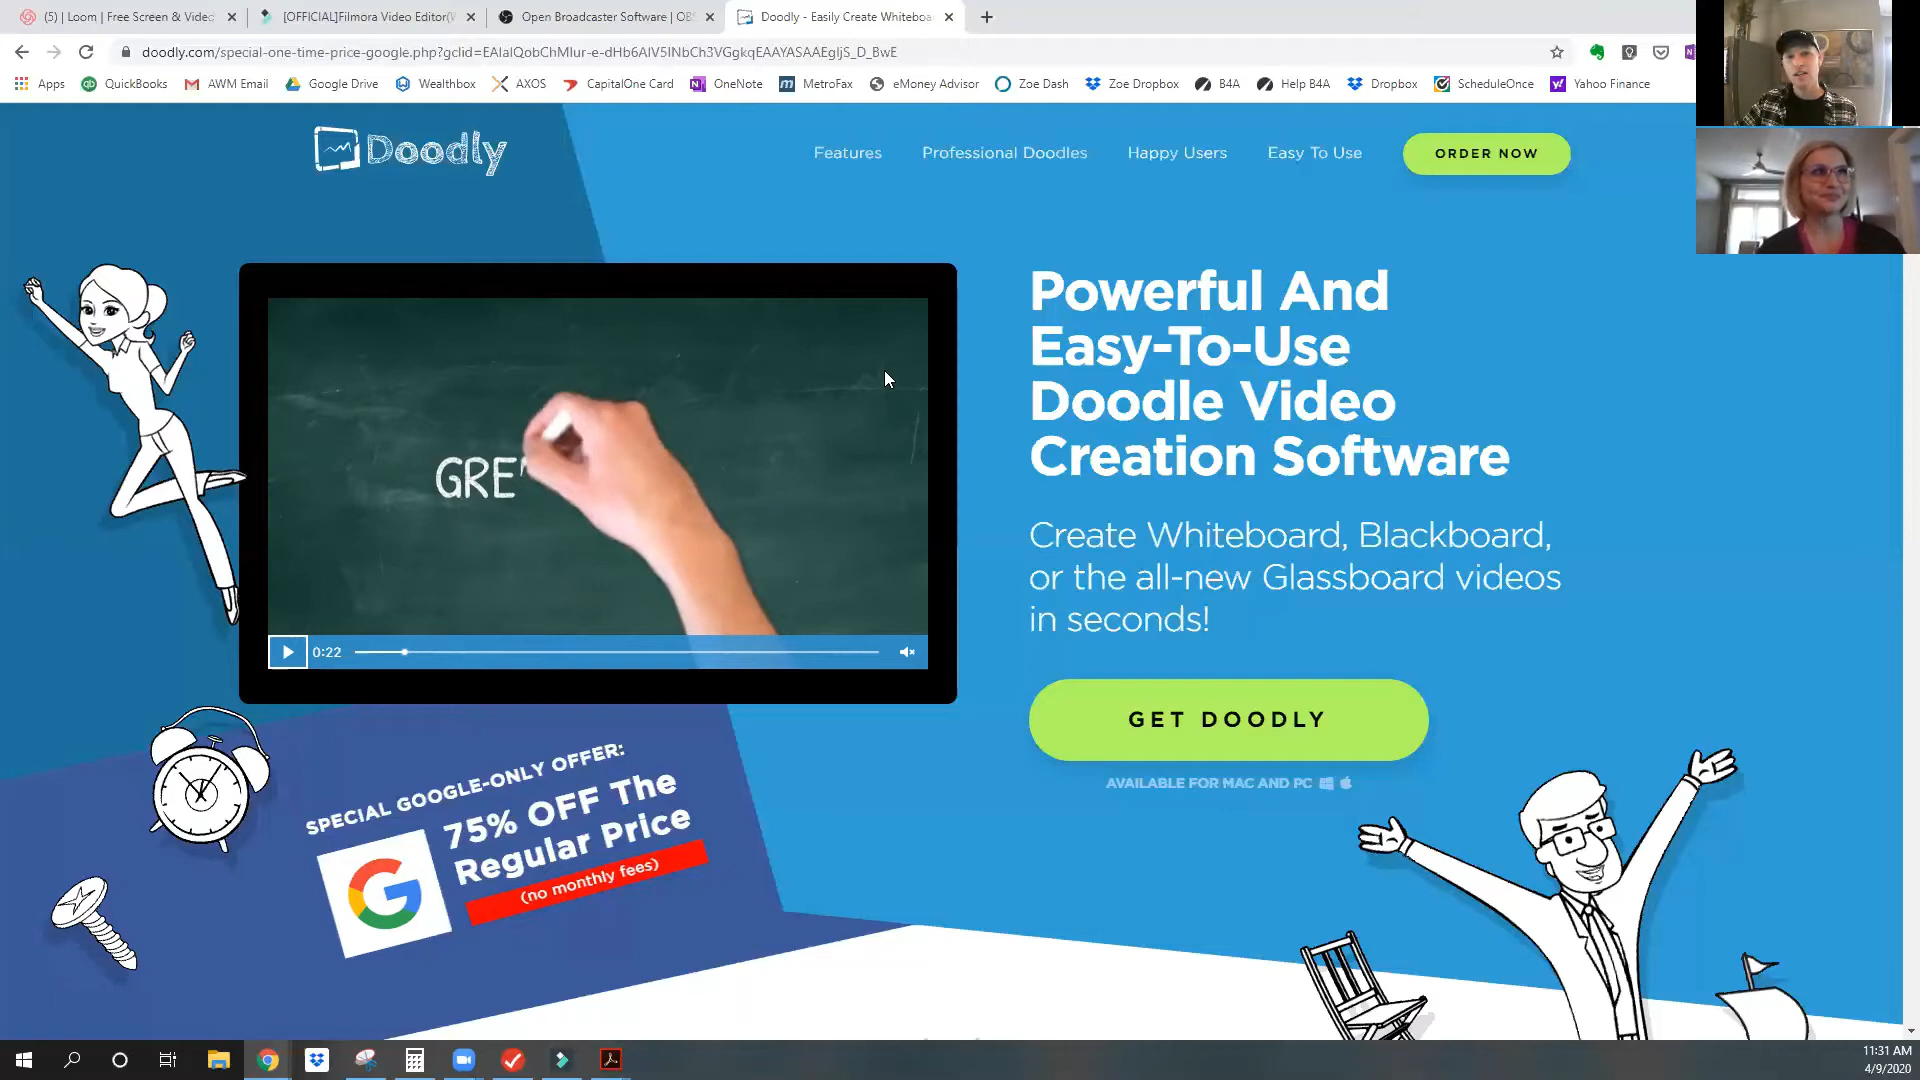 (5) | Loom | Free Screen & Video
[OFFICIAL]Filmora Video Editor(W
Open Broadcaster Software | OBS
Doodly - Easily Create Whiteboa
doodly.com/special-one-time-price-google.php?gclid=EAIaIQobChMIur-e-dHb6AIV5INbCh3VGgkqEAAYASAAEgIjS_D_BwE
Apps QuickBooks AWM Email Google Drive Wealthbox AXOS CapitalOne Card OneNote MetroFax eMoney Advisor Zoe Dash Zoe Dropbox B4A Help B4A Dropbox ScheduleOnce Yahoo Finance
Doodly
Features Professional Doodles Happy Users Easy To Use ORDER NOW
GRE
0:22
Powerful And
Easy-To-Use
Doodle Video
Creation Software
Create Whiteboard, Blackboard,
or the all-new Glassboard videos
in seconds!
GET DOODLY
AVAILABLE FOR MAC AND PC
SPECIAL GOOGLE-ONLY OFFER:
75% OFF The
Regular Price
(no monthly fees)
11:31 AM
4/9/2020